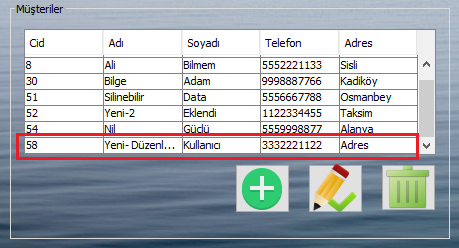 Müşteriler
Cid Adı Soyadı Telefon Adres
8 Ali Bilmem 5552221133 Sisli
30 Bilge Adam 9998887766 Kadiköy
51 Silinebilir Data 5556667788 Osmanbey
52 Yeni-2 Eklendi 1122334455 Taksim
54 Nil Güçlü 5559998877 Alanya
58 Yeni- Düzenl... Kullanıcı 3332221122 Adres